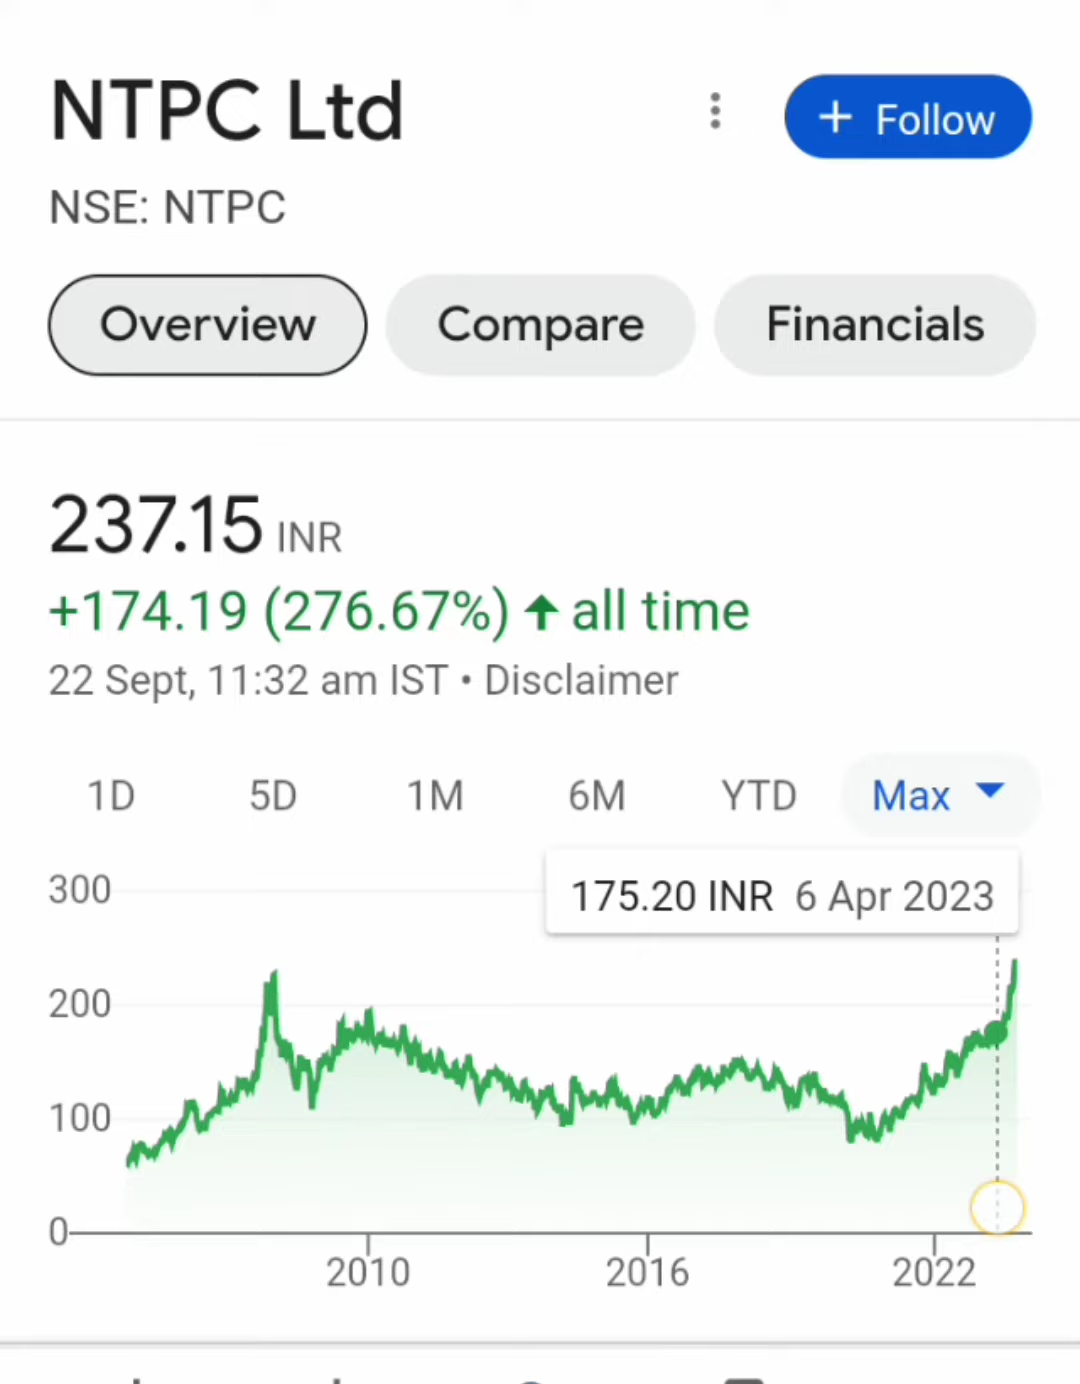 NTPC Ltd
+ Follow
NSE: NTPC
Overview Compare Financials
237.15 INR
+174.19 (276.67%) ↑ all time
22 Sept, 11:32 am IST • Disclaimer
1D 5D 1M 6M YTD Max
175.20 INR 6 Apr 2023
300
200
100
0
2010 2016 2022